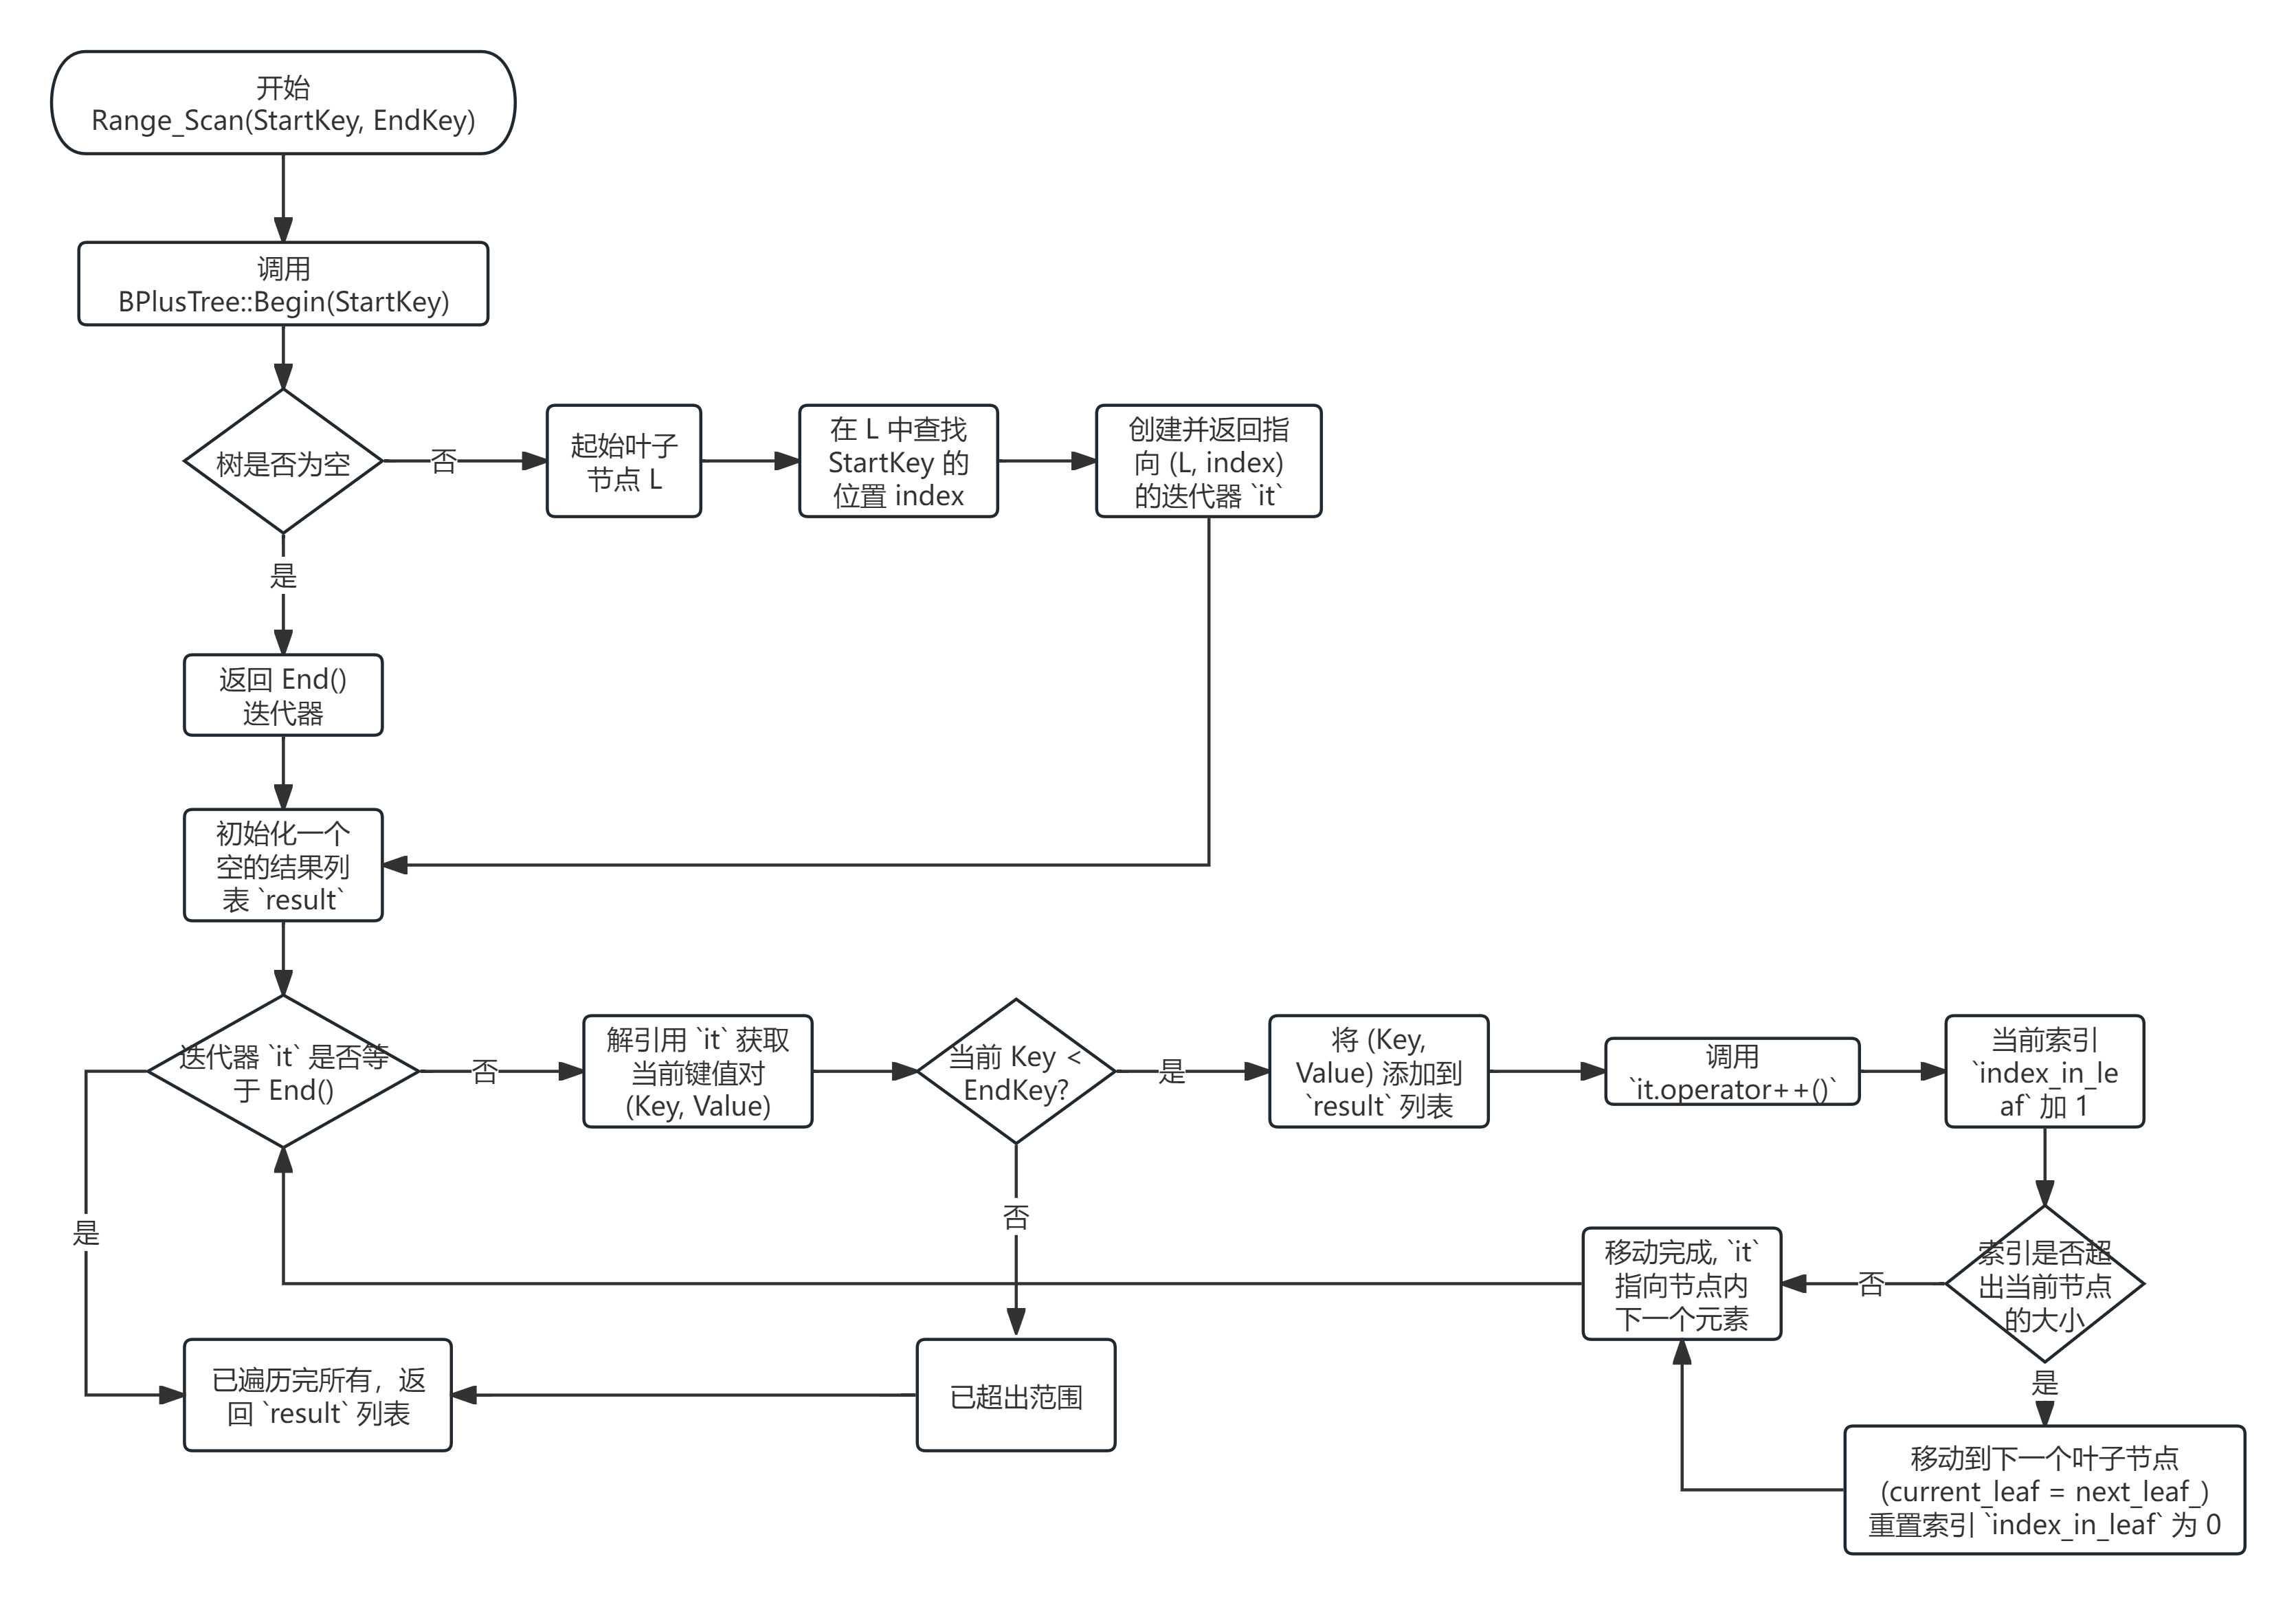 开始
Range_Scan(StartKey, EndKey)
调用
BPlusTree::Begin(StartKey)
树是否为空
否
起始叶子
节点 L
在 L 中查找
StartKey 的
位置 index
创建并返回指
向 (L, index)
的迭代器 `it`
是
返回 End()
迭代器
初始化一个
空的结果列
表 `result`
迭代器 `it` 是否等
于 End()
否
解引用 `it` 获取
当前键值对
(Key, Value)
当前 Key <
EndKey?
是
将 (Key,
Value) 添加到
`result` 列表
调用
`it.operator++()`
当前索引
`index_in_le
af` 加 1
是
否
移动完成, `it`
指向节点内
下一个元素
否
索引是否超
出当前节点
的大小
已遍历完所有，返
回 `result` 列表
已超出范围
是
移动到下一个叶子节点
(current_leaf = next_leaf_)
重置索引 `index_in_leaf` 为 0